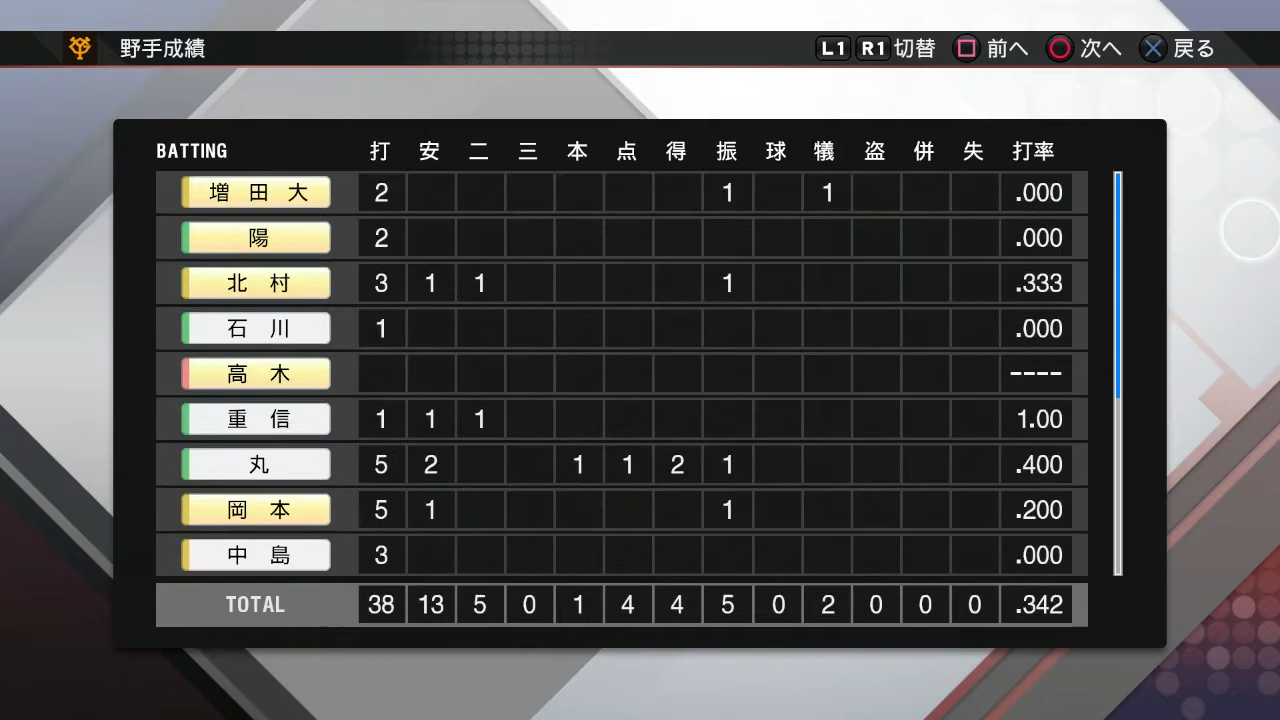 野手成績 L1 R1 切替 前へ 次へ 戻る
BATTING 打 安 二 三 本 点 得 振 球 犠 盗 併 失 打率
増田大 2 1 1 .000
陽 2 .000
北村 3 1 1 1 .333
石川 1 .000
高木 ----
重信 1 1 1 1.00
丸 5 2 1 1 2 1 .400
岡本 5 1 1 .200
中島 3 .000
TOTAL 38 13 5 0 1 4 4 5 0 2 0 0 0 .342